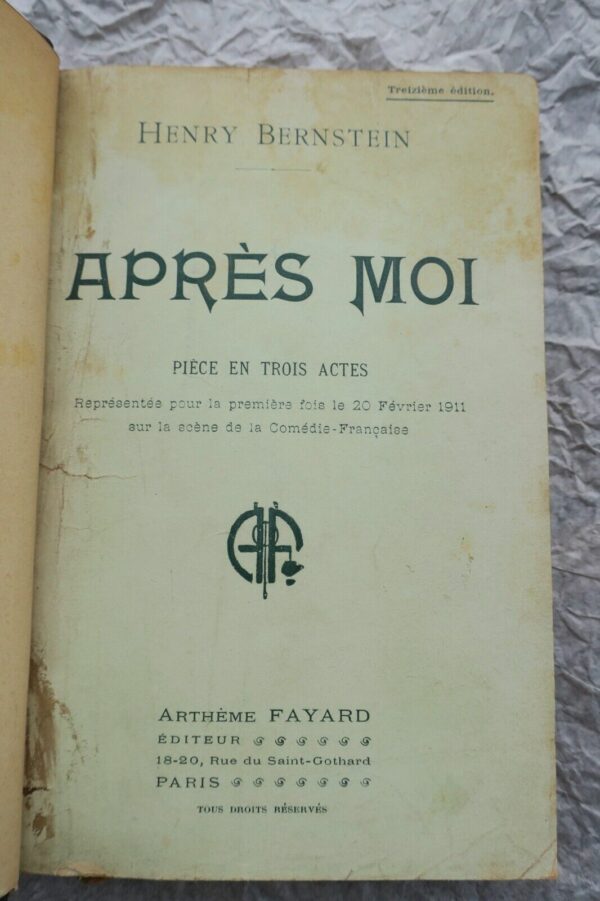 Treizième édition.
HENRY BERNSTEIN
APRÈS MOI
PIÈCE EN TROIS ACTES
Représentée pour la première fois le 20 Février 1911
sur la scène de la Comédie-Française
AF
ARTHÈME FAYARD
ÉDITEUR
18-20, Rue du Saint-Gothard
PARIS
TOUS DROITS RÉSERVÉS